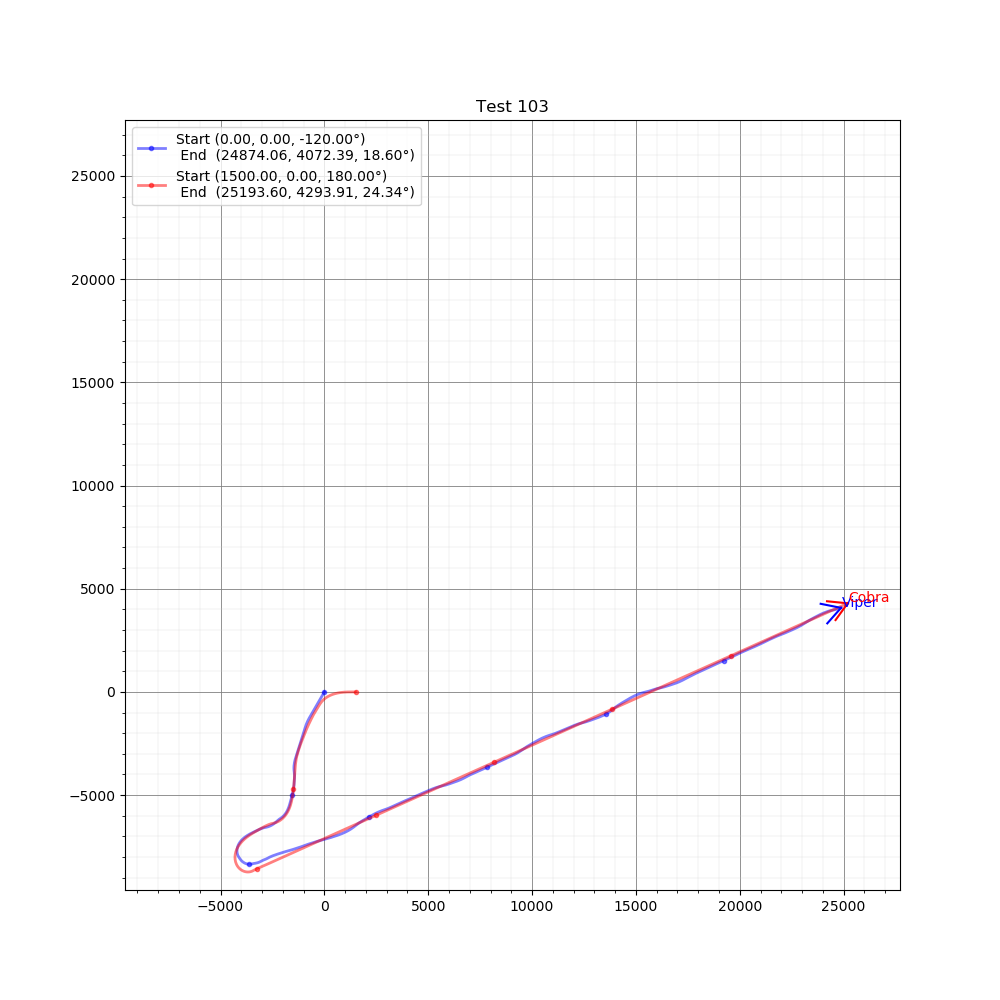 Test 103
Start (0.00, 0.00, -120.00°)
End (24874.06, 4072.39, 18.60°)
Start (1500.00, 0.00, 180.00°)
End (25193.60, 4293.91, 24.34°)
25000
20000
15000
10000
5000
0
−5000
Cobra
Viper
−5000
0
5000
10000
15000
20000
25000